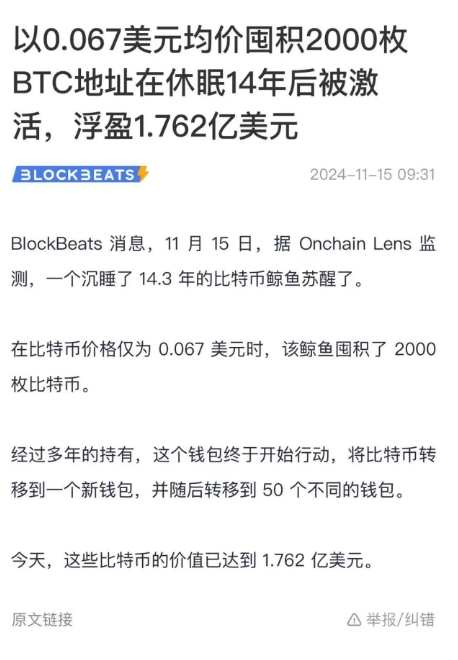 以0.067美元均价囤积2000枚
BTC地址在休眠14年后被激
活，浮盈1.762亿美元
BLOCKBEATS
2024-11-15 09:31
BlockBeats 消息，11 月 15 日，据 Onchain Lens 监
测，一个沉睡了 14.3 年的比特币鲸鱼苏醒了。
在比特币价格仅为 0.067 美元时，该鲸鱼囤积了 2000
枚比特币。
经过多年的持有，这个钱包终于开始行动，将比特币转
移到一个新钱包，并随后转移到 50 个不同的钱包。
今天，这些比特币的价值已达到 1.762 亿美元。
原文链接
举报/纠错